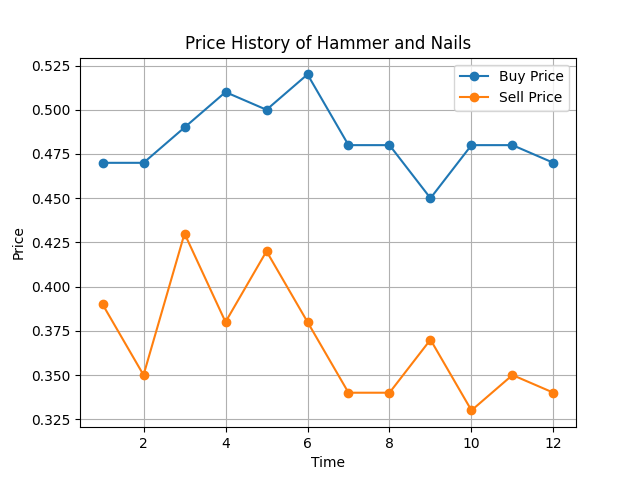 Price History of Hammer and Nails
Buy Price
Sell Price
Price
0.525
0.500
0.475
0.450
0.425
0.400
0.375
0.350
0.325
2 4 6 8 10 12
Time